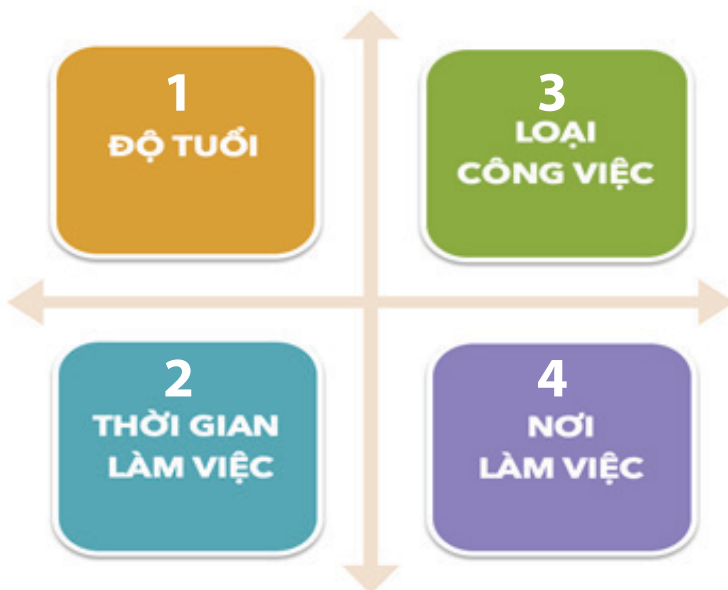 1
ĐỘ TUỔI
2
THỜI GIAN
LÀM VIỆC
3
LOẠI
CÔNG VIỆC
4
NƠI
LÀM VIỆC